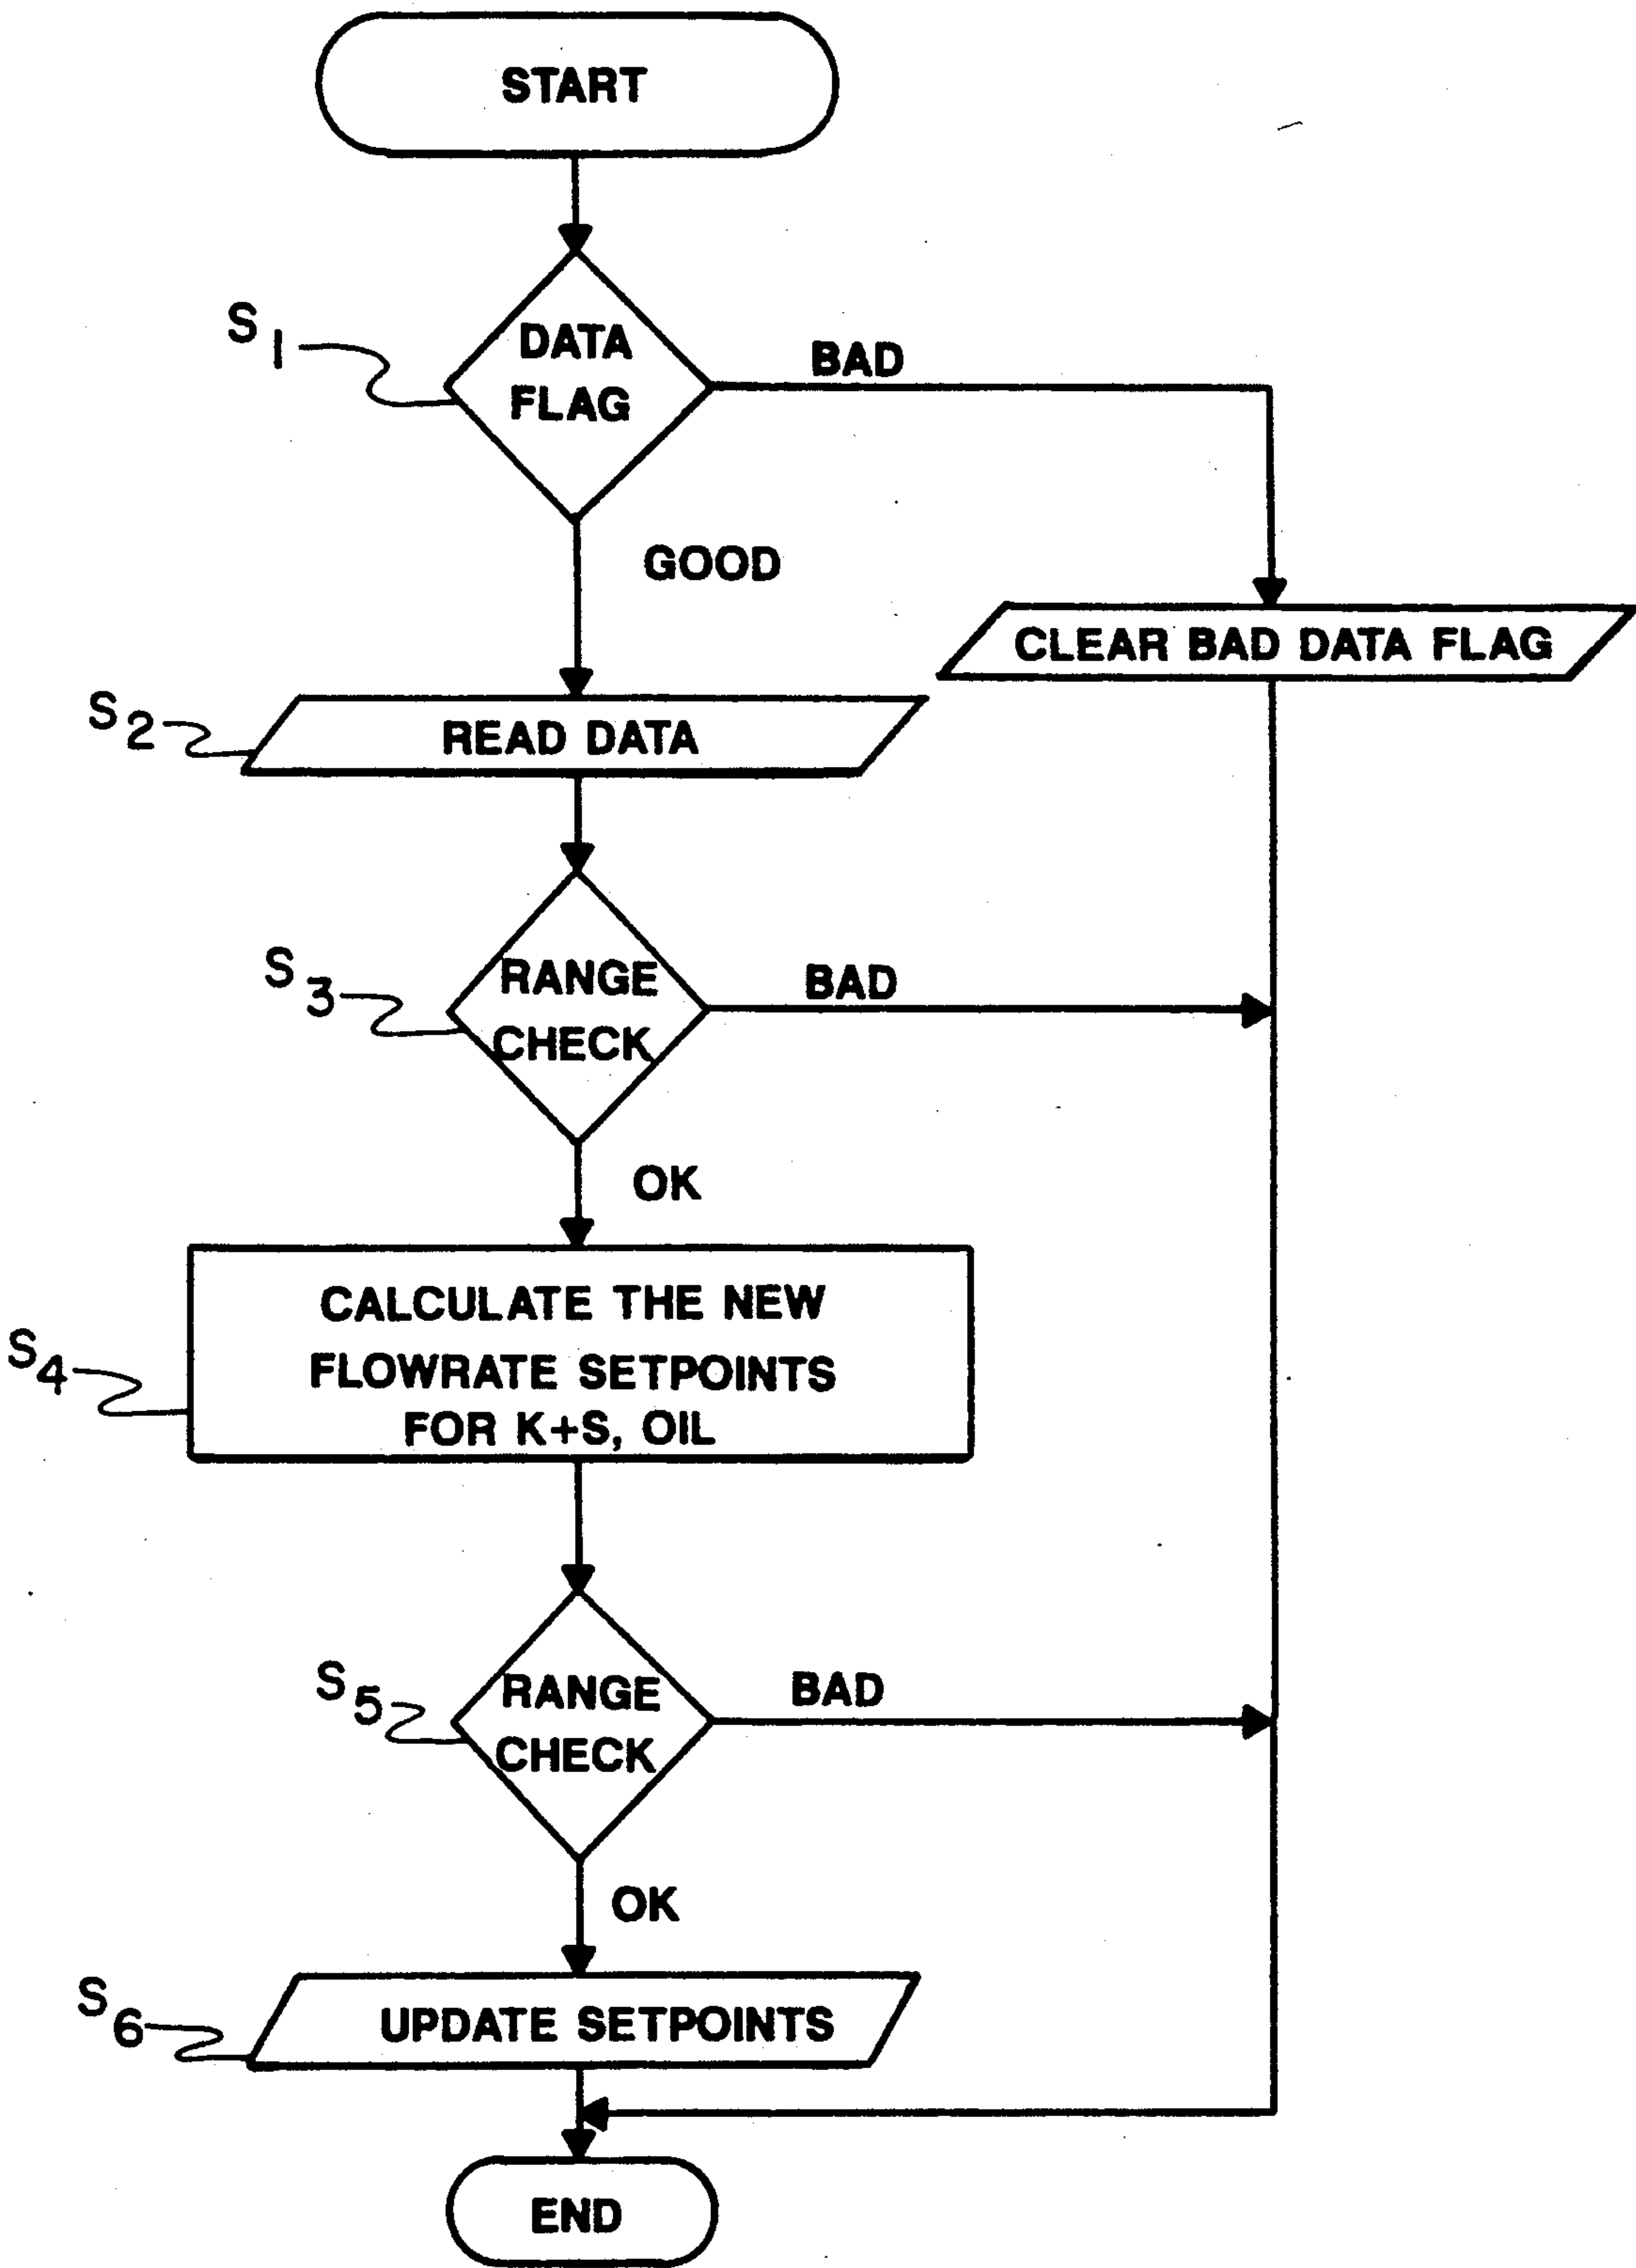 START
S1
DATA
FLAG
BAD
GOOD
CLEAR BAD DATA FLAG
S2
READ DATA
S3
RANGE
CHECK
BAD
OK
S4
CALCULATE THE NEW
FLOWRATE SETPOINTS
FOR K+S, OIL
S5
RANGE
CHECK
BAD
OK
S6
UPDATE SETPOINTS
END